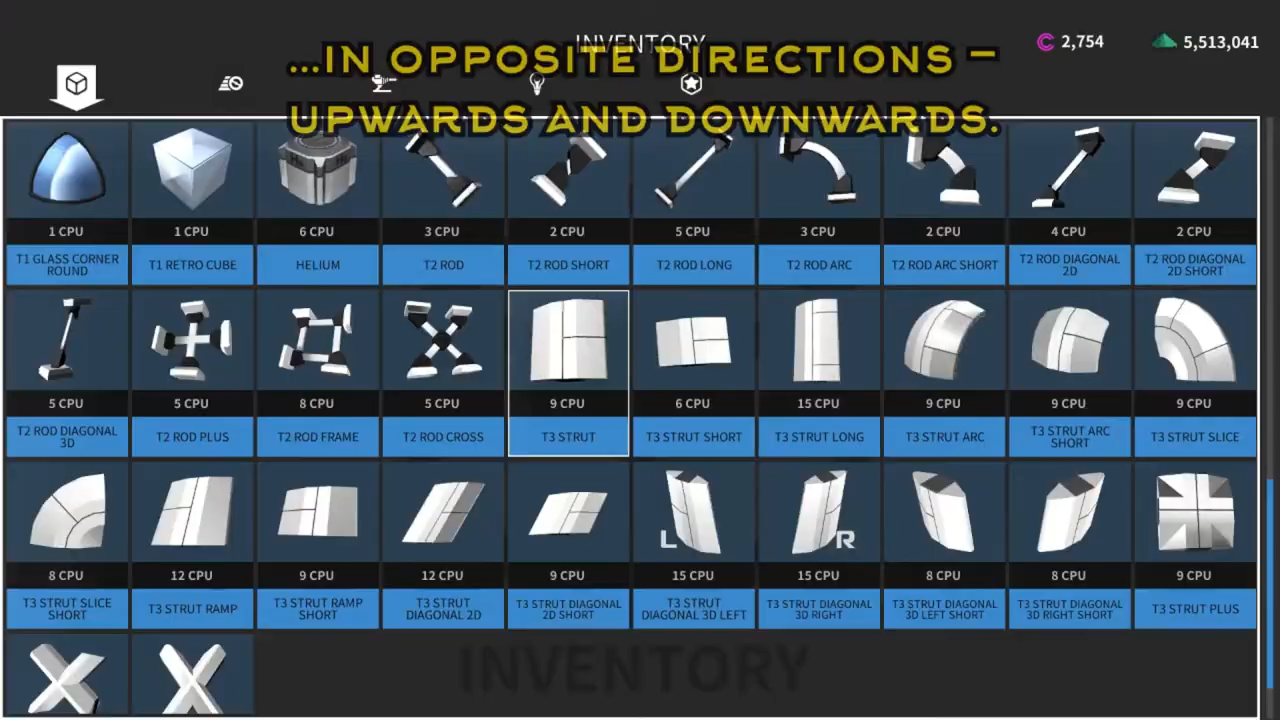 INVENTORY
2,754
5,513,041
...IN OPPOSITE DIRECTIONS –
UPWARDS AND DOWNWARDS.
1 CPU
1 CPU
6 CPU
3 CPU
2 CPU
5 CPU
3 CPU
2 CPU
4 CPU
2 CPU
T1 GLASS CORNER
ROUND
T1 RETRO CUBE
HELIUM
T2 ROD
T2 ROD SHORT
T2 ROD LONG
T2 ROD ARC
T2 ROD ARC SHORT
T2 ROD DIAGONAL
2D
T2 ROD DIAGONAL
2D SHORT
5 CPU
5 CPU
8 CPU
5 CPU
9 CPU
6 CPU
15 CPU
9 CPU
9 CPU
9 CPU
T2 ROD DIAGONAL
3D
T2 ROD PLUS
T2 ROD FRAME
T2 ROD CROSS
T3 STRUT
T3 STRUT SHORT
T3 STRUT LONG
T3 STRUT ARC
T3 STRUT ARC
SHORT
T3 STRUT SLICE
L
R
8 CPU
12 CPU
9 CPU
12 CPU
9 CPU
15 CPU
15 CPU
8 CPU
8 CPU
9 CPU
T3 STRUT SLICE
SHORT
T3 STRUT RAMP
T3 STRUT RAMP
SHORT
T3 STRUT
DIAGONAL 2D
T3 STRUT DIAGONAL
2D SHORT
T3 STRUT
DIAGONAL 3D LEFT
T3 STRUT DIAGONAL
3D RIGHT
T3 STRUT DIAGONAL
3D LEFT SHORT
T3 STRUT DIAGONAL
3D RIGHT SHORT
T3 STRUT PLUS
INVENTORY